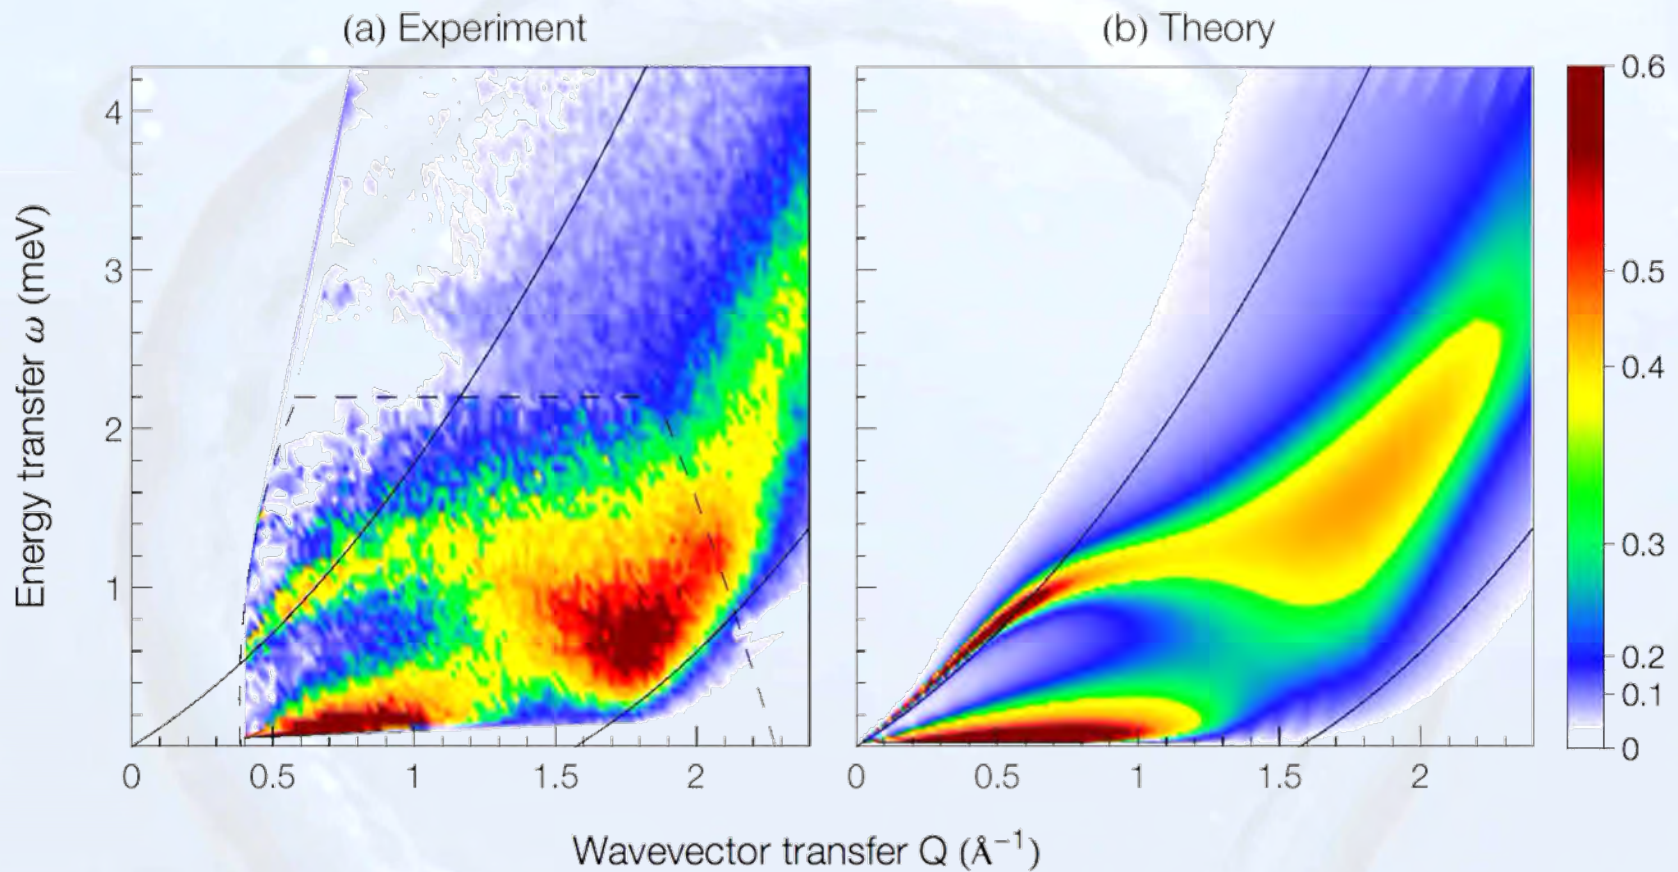 (a) Experiment
(b) Theory
Energy transfer ω (meV)
4
3
2
1
0 0.5 1 1.5 2
0 0.5 1 1.5 2
0.6
0.5
0.4
0.3
0.2
0.1
0
Wavevector transfer Q (Å⁻¹)